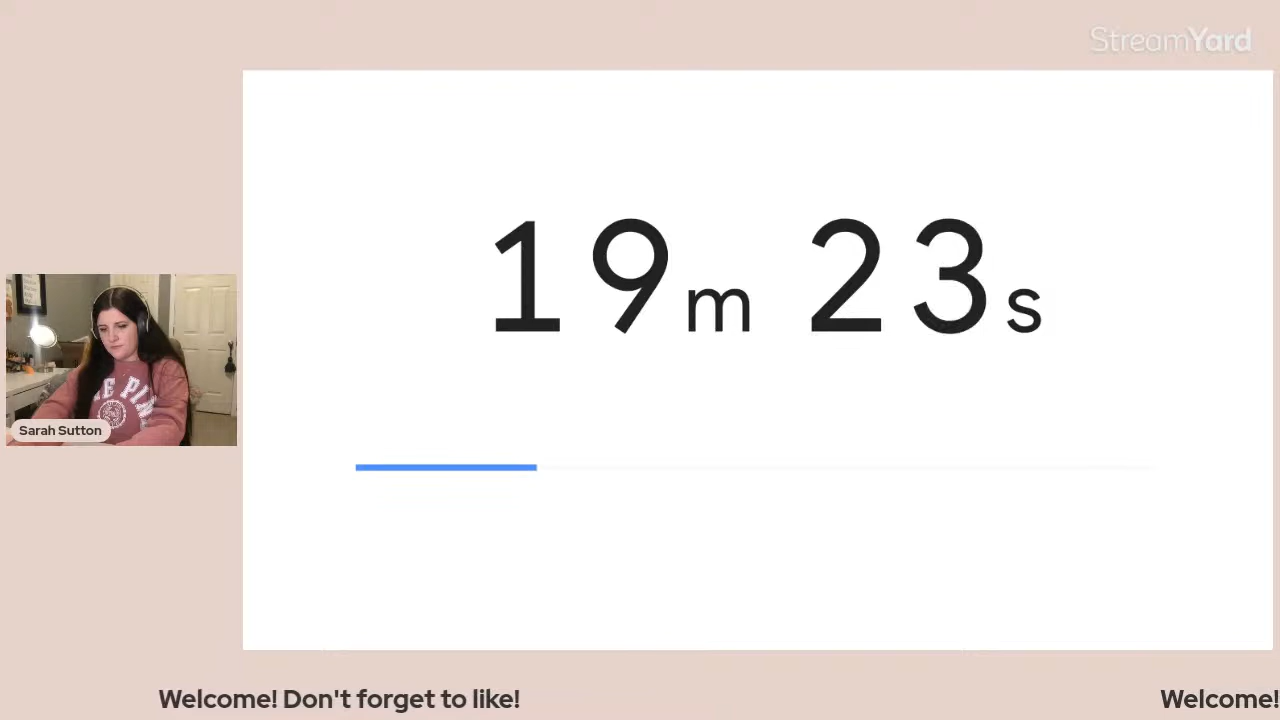 StreamYard
19m 23s
Sarah Sutton
Welcome! Don't forget to like!
Welcome!